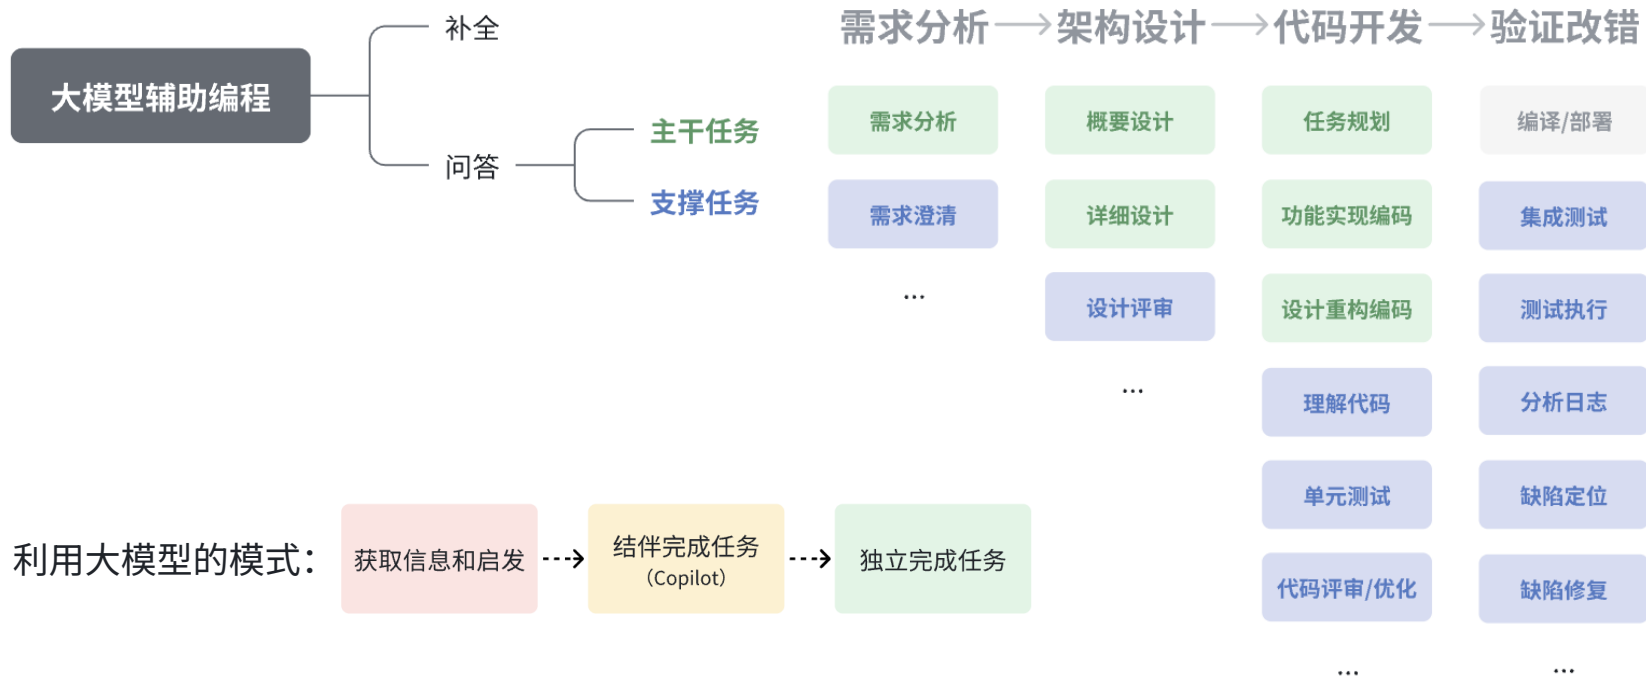 大模型辅助编程
补全
问答
主干任务
支撑任务
需求分析
架构设计
代码开发
验证改错
需求分析
需求澄清
...
概要设计
详细设计
设计评审
...
任务规划
功能实现编码
设计重构编码
理解代码
单元测试
代码评审/优化
...
编译/部署
集成测试
测试执行
分析日志
缺陷定位
缺陷修复
...
利用大模型的模式：
获取信息和启发
结伴完成任务
（Copilot）
独立完成任务